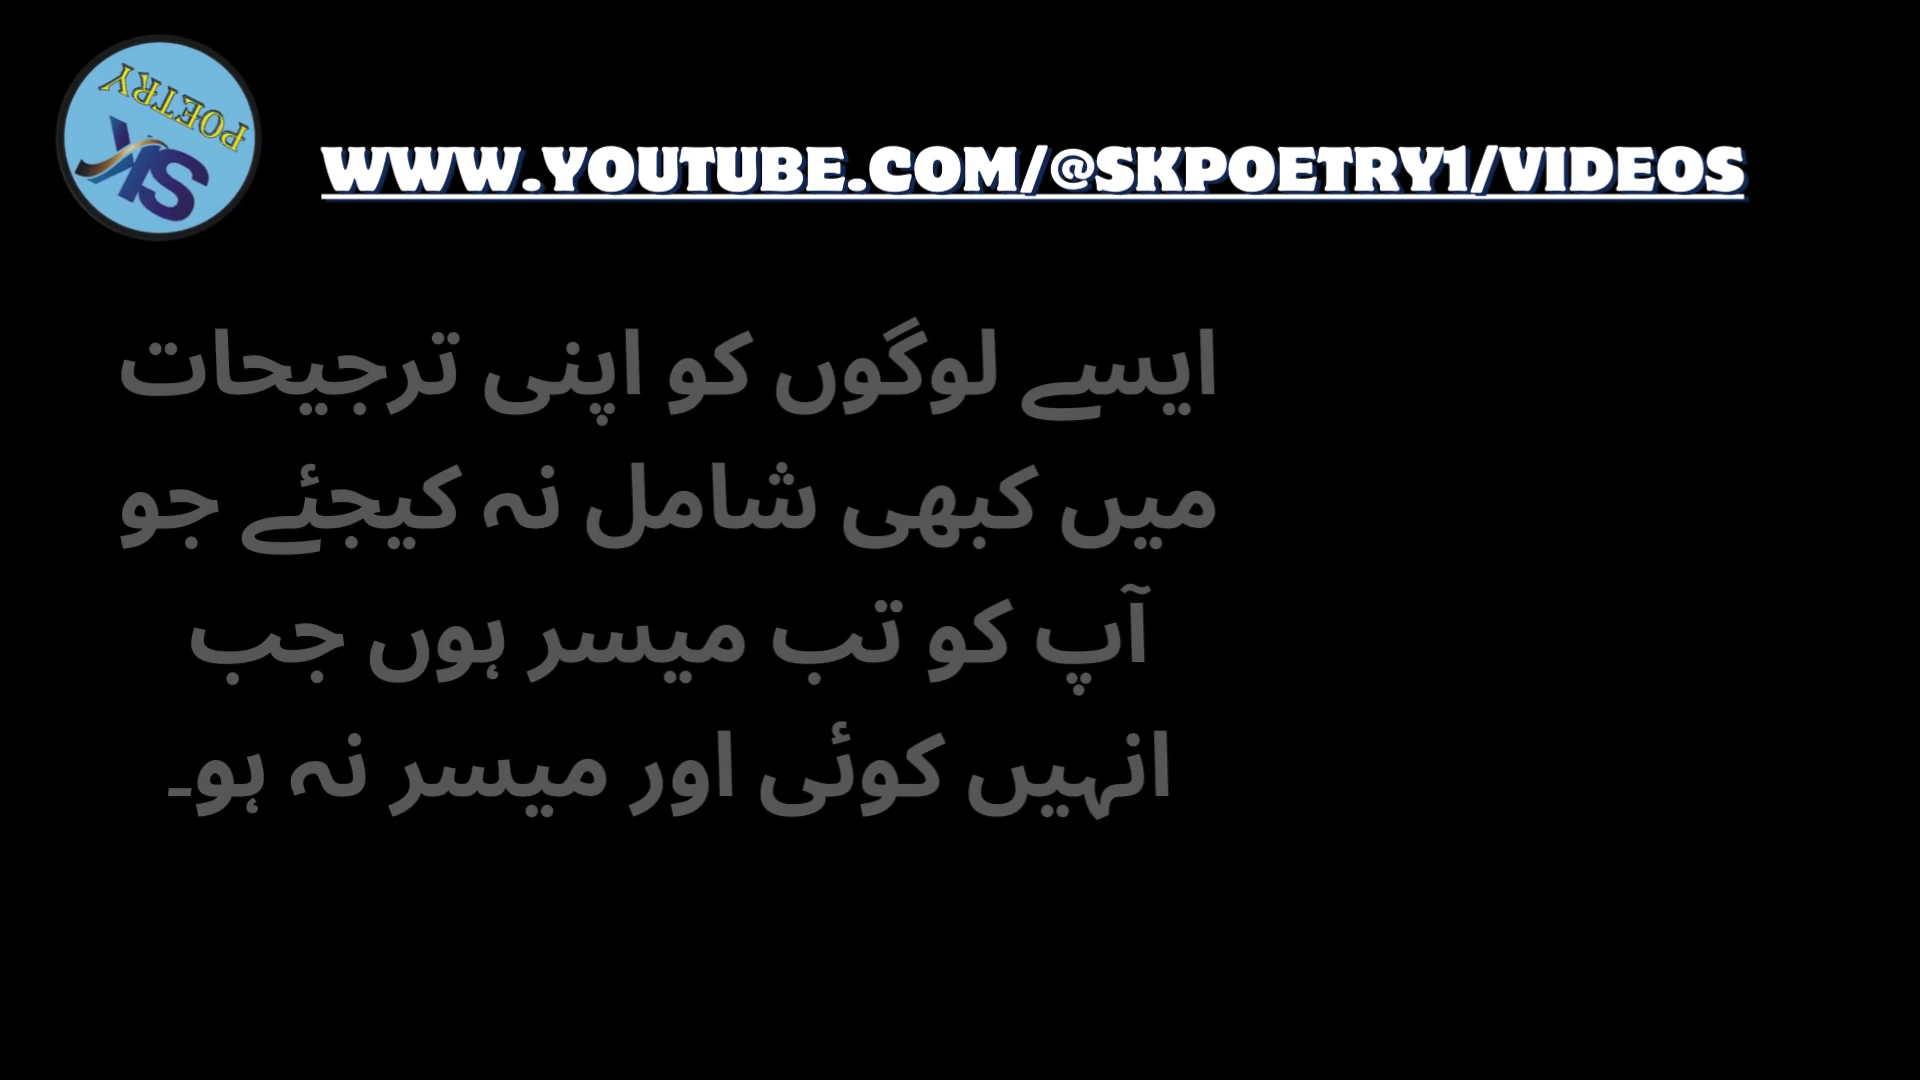 POETRY
SK
WWW.YOUTUBE.COM/@SKPOETRY1/VIDEOS
ایسے لوگوں کو اپنی ترجیحات
میں کبھی شامل نہ کیجئے جو
آپ کو تب میسر ہوں جب
انہیں کوئی اور میسر نہ ہو۔